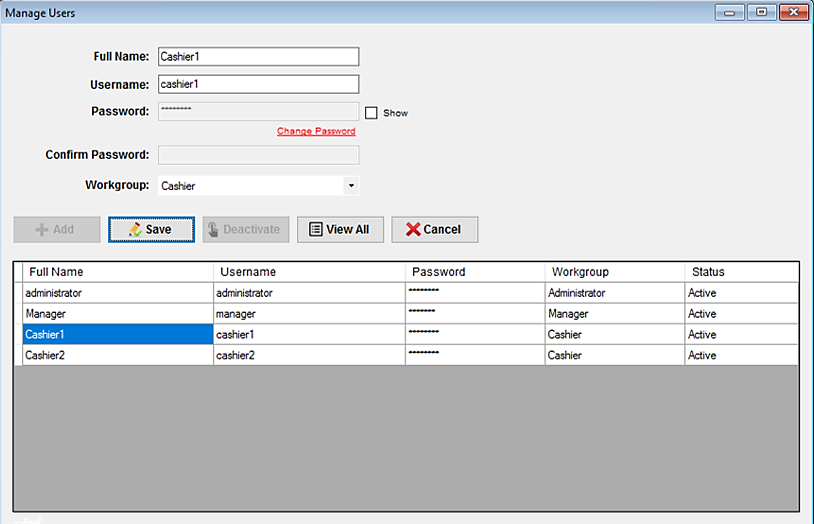 Manage Users
Full Name: Cashier1
Username: cashier1
Password: ******** Show
Change Password
Confirm Password:
Workgroup: Cashier
Add Save Deactivate View All Cancel
Full Name Username Password Workgroup Status
administrator administrator ******** Administrator Active
Manager manager ******* Manager Active
Cashier1 cashier1 ******** Cashier Active
Cashier2 cashier2 ******** Cashier Active